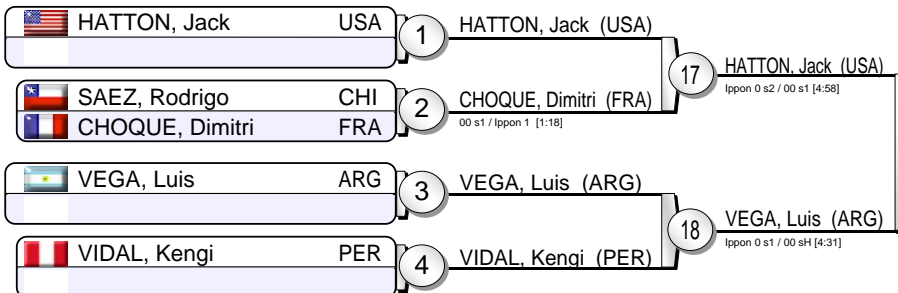 HATTON, Jack USA
1
HATTON, Jack (USA)
SAEZ, Rodrigo CHI
CHOQUE, Dimitri FRA
2
CHOQUE, Dimitri (FRA)
00 s1 / Ippon 1 [1:18]
17
HATTON, Jack (USA)
Ippon 0 s2 / 00 s1 [4:58]
VEGA, Luis ARG
3
VEGA, Luis (ARG)
VIDAL, Kengi PER
4
VIDAL, Kengi (PER)
18
VEGA, Luis (ARG)
Ippon 0 s1 / 00 sH [4:31]